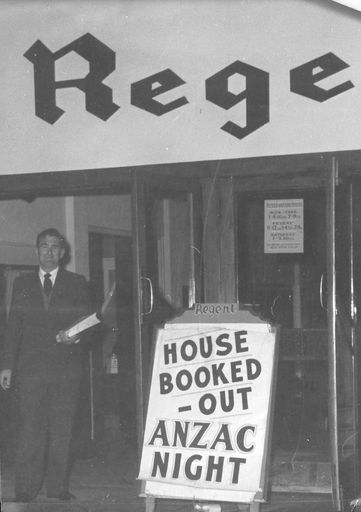 Rege
Regent
HOUSE
BOOKED
-OUT
ANZAC
NIGHT